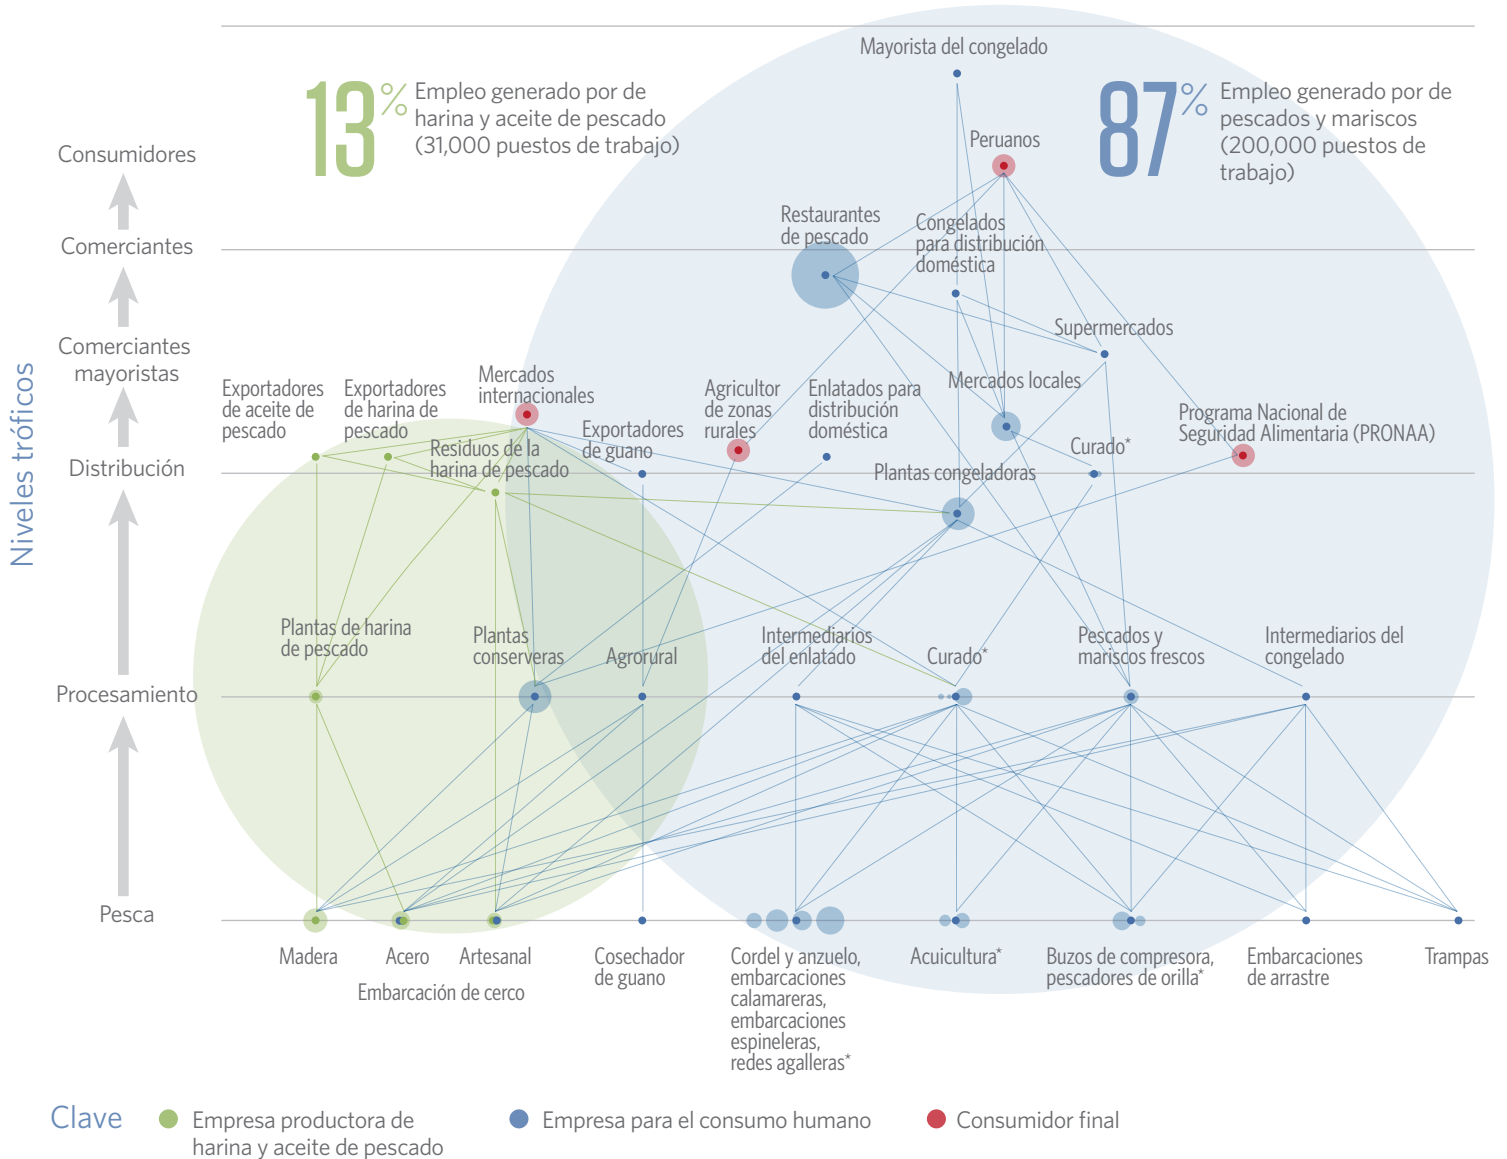 Mayorista del congelado
13%
Empleo generado por de
harina y aceite de pescado
(31,000 puestos de trabajo)
87%
Empleo generado por de
pescados y mariscos
(200,000 puestos de
trabajo)
Niveles tróficos
Consumidores
Comerciantes
Comerciantes
mayoristas
Distribución
Procesamiento
Pesca
Peruanos
Restaurantes
de pescado
Congelados
para distribución
doméstica
Supermercados
Mercados locales
Exportadores
de aceite de
pescado
Exportadores
de harina de
pescado
Mercados
internacionales
Residuos de la
harina de pescado
Exportadores
de guano
Agricultor
de zonas
rurales
Enlatados para
distribución
doméstica
Plantas congeladoras
Curado*
Programa Nacional de
Seguridad Alimentaria (PRONAA)
Plantas de harina
de pescado
Plantas
conserveras
Agrorural
Intermediarios
del enlatado
Curado*
Pescados y
mariscos frescos
Intermediarios del
congelado
Madera
Acero
Artesanal
Embarcación de cerco
Cosechador
de guano
Cordel y anzuelo,
embarcaciones
calamareras,
embarcaciones
espineleras,
redes agalleras*
Acuicultura*
Buzos de compresora,
pescadores de orilla*
Embarcaciones
de arrastre
Trampas
Clave
Empresa productora de
harina y aceite de pescado
Empresa para el consumo humano
Consumidor final